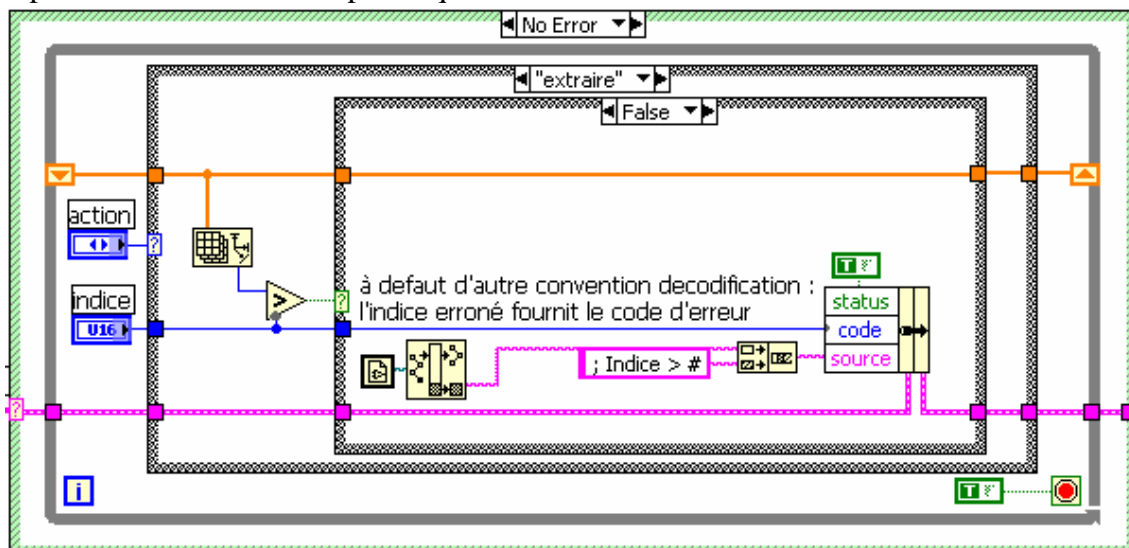 No Error
"extraire"
False
action
?
indice
U16
>
?
à defaut d'autre convention decodification :
l'indice erroné fournit le code d'erreur
T
status
code
source
; Indice > #
?
i
T